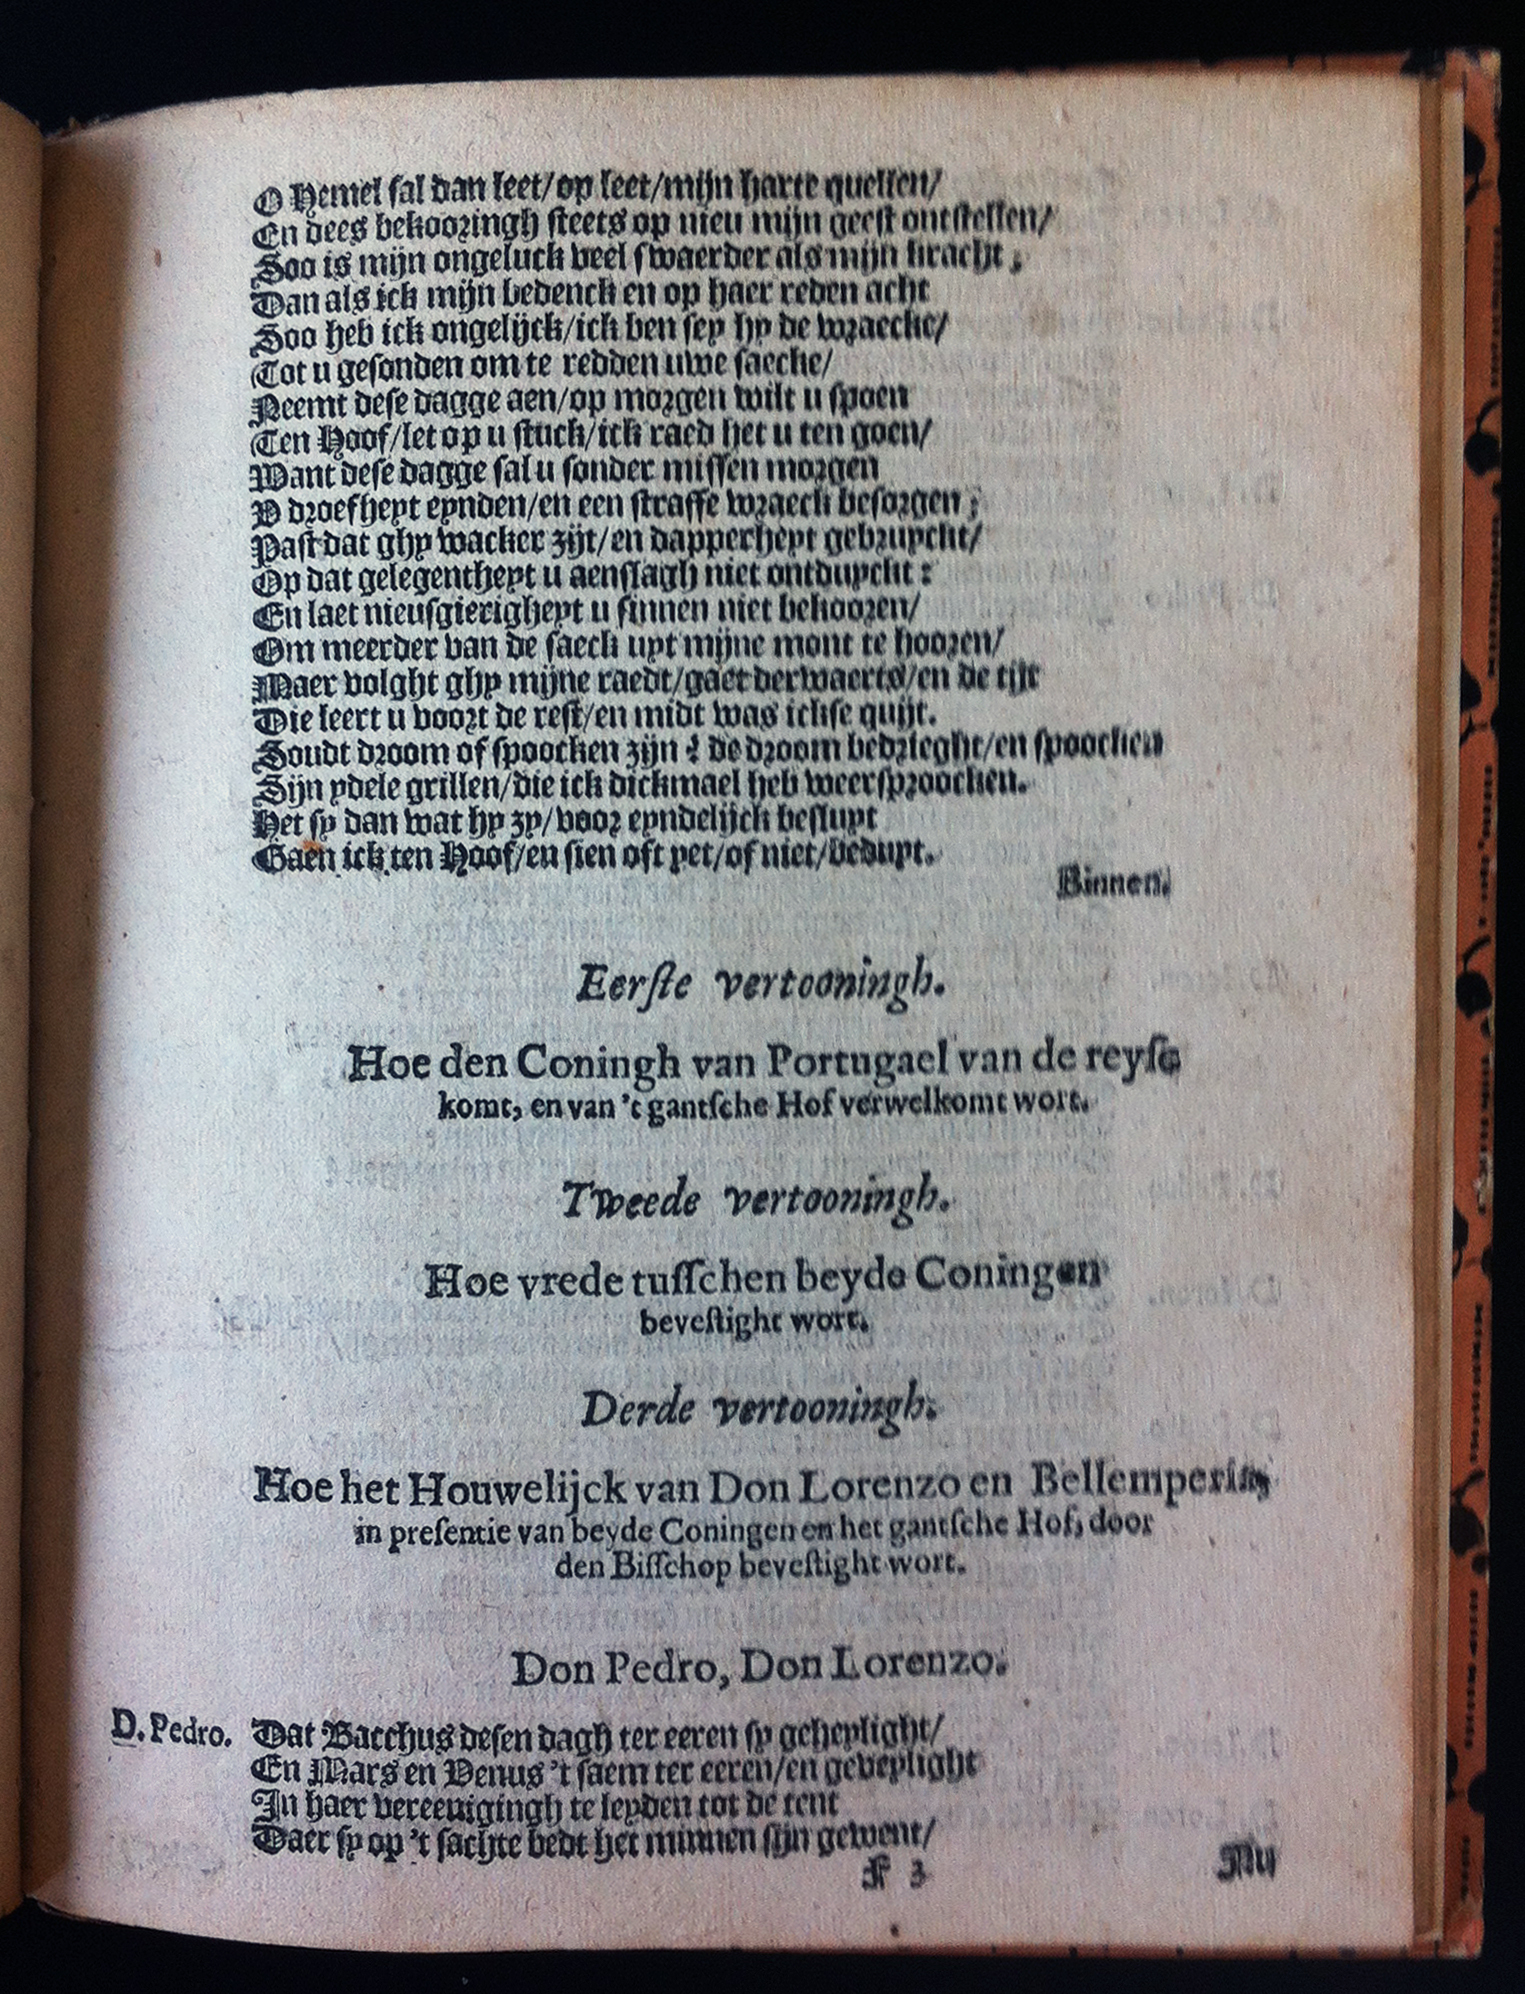 O Hemel sal dan leet/op leet/mijn harte quellen/
En dees bekooringh steets op nieu mijn geest ontstellen/
Soo is mijn ongeluck veel swaerder als mijn kracht,
Dan als ick mijn bedenck en op haer reden acht
Soo heb ick ongelijck/ick ben sey hy de wraecke/
Tot u gesonden om te redden uwe saecke/
Neemt dese dagge aen/op morgen wilt u spoen
Ten Hoof/let op u stuck/ick raed het u ten goen/
Want dese dagge sal u sonder missen morgen
V droefheyt eynden/en een straffe wraeck besorgen;
Past dat ghy wacker zijt/en dapperheyt gebruyckt/
Op dat gelegentheyt u aenslagh niet ontduyckt:
En laet nieusgierigheyt u sinnen niet bekooren/
Om meerder van de saeck uyt mijne mont te hooren/
Maer volght ghy mijne raedt/gaet derwaerts/en de tijt
Die leert u voort de rest/en midt was ickse quijt.
Soudt droom of spoocken zijn? de droom bedrieght/en spoocken
Sijn ydele grillen/die ick dickmael heb weersproocken.
Het sy dan wat hy zy/voor eyndelijck besluyt
Gaen ick ten Hoof/en sien oft yet/of niet/beduyt.
Binnen.
Eerste vertooningh.
Hoe den Coningh van Portugael van de reyse
komt, en van 't gantsche Hof verwelkomt wort.
Tweede vertooningh.
Hoe vrede tusschen beyde Coningen
bevestight wort.
Derde vertooningh.
Hoe het Houwelijck van Don Lorenzo en Bellemperia,
in presentie van beyde Coningen en het gantsche Hof, door
den Bisschop bevestight wort.
Don Pedro, Don Lorenzo.
D. Pedro. Dat Bacchus desen dagh ter eeren sy geheylight/
En Mars en Venus 't saem ter eeren/en geveylight
In haer vereenigingh te leyden tot de tent
Daer sy op 't sachte bedt het minnen sijn gewent/
F 3 Nu